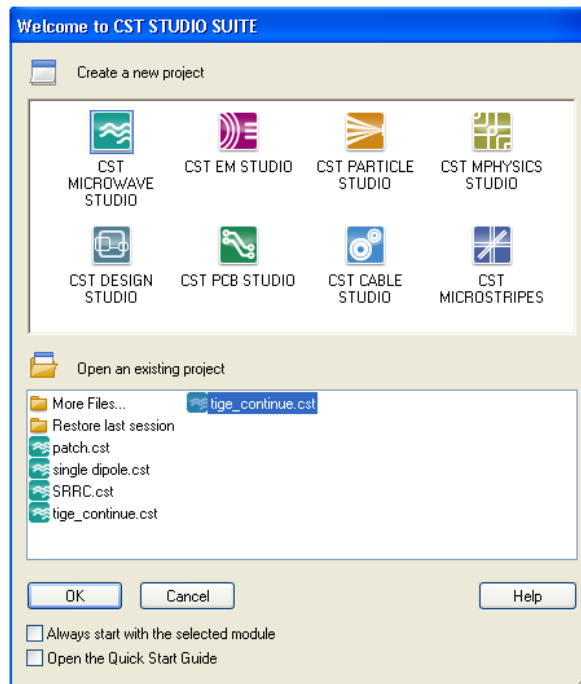 Welcome to CST STUDIO SUITE
Create a new project
CST MICROWAVE STUDIO
CST EM STUDIO
CST PARTICLE STUDIO
CST MPHYSICS STUDIO
CST DESIGN STUDIO
CST PCB STUDIO
CST CABLE STUDIO
CST MICROSTRIPES
Open an existing project
More Files...
Restore last session
patch.cst
single dipole.cst
SRRC.cst
tige_continue.cst
tige_continue.cst
OK
Cancel
Help
Always start with the selected module
Open the Quick Start Guide